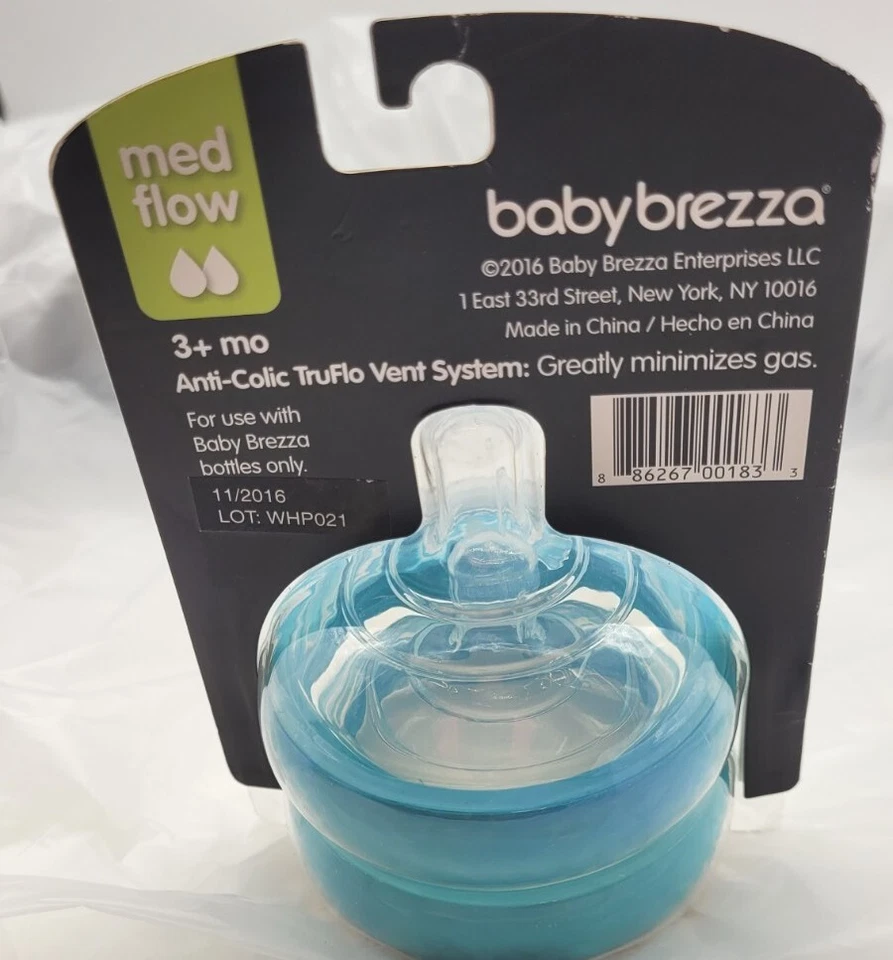 med
flow
babybrezza®
©2016 Baby Brezza Enterprises LLC
1 East 33rd Street, New York, NY 10016
Made in China / Hecho en China
3+ mo
Anti-Colic TruFlo Vent System: Greatly minimizes gas.
For use with
Baby Brezza
bottles only.
11/2016
LOT: WHP021
8 86267 00183 3